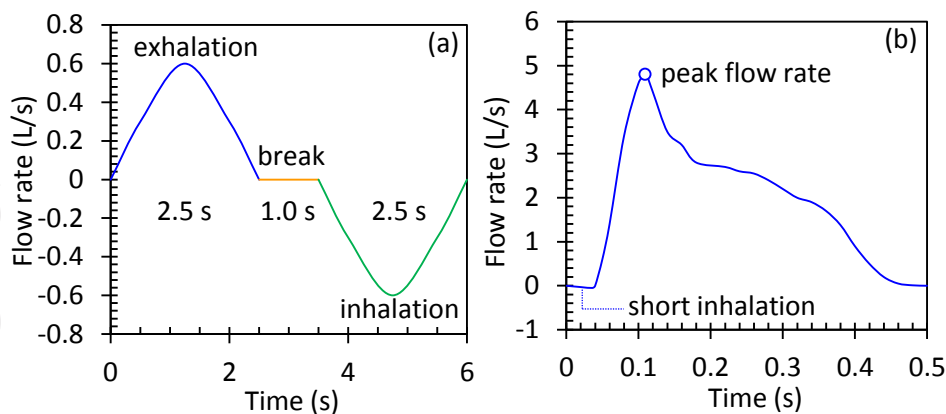 (a)
exhalation
0.8
0.6
0.4
0.2
0
-0.2
-0.4
-0.6
-0.8
Flow rate (L/s)
break
2.5 s
1.0 s
2.5 s
inhalation
0
2
4
6
Time (s)
(b)
6
5
4
3
2
1
0
-1
Flow rate (L/s)
peak flow rate
short inhalation
0
0.1
0.2
0.3
0.4
0.5
Time (s)